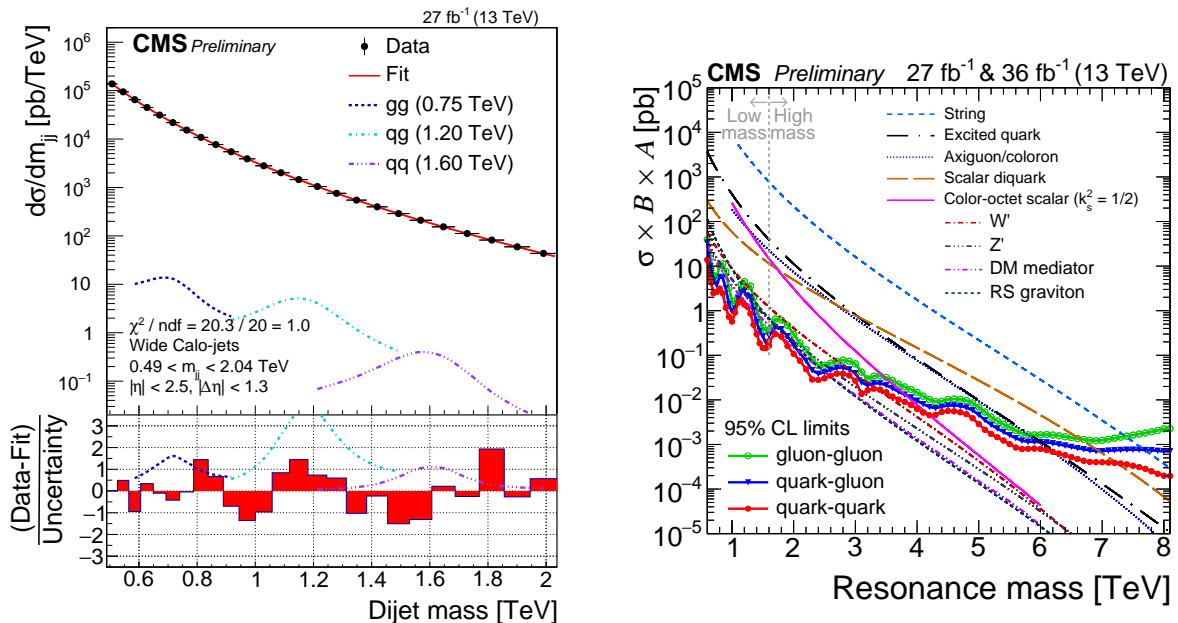 27 fb⁻¹ (13 TeV)
CMS Preliminary
Data
Fit
gg (0.75 TeV)
qg (1.20 TeV)
qq (1.60 TeV)
dσ/dm_jj [pb/TeV]
10⁶
10⁵
10⁴
10³
10²
10
1
10⁻¹
χ² / ndf = 20.3 / 20 = 1.0
Wide Calo-jets
0.49 < m_jj < 2.04 TeV
|η| < 2.5, |Δη| < 1.3
(Data-Fit)
Uncertainty
3
2
1
0
−1
−2
−3
0.6 0.8 1 1.2 1.4 1.6 1.8 2
Dijet mass [TeV]
CMS Preliminary 27 fb⁻¹ & 36 fb⁻¹ (13 TeV)
σ × B × A [pb]
10⁵
10⁴
10³
10²
10
1
10⁻¹
10⁻²
10⁻³
10⁻⁴
10⁻⁵
Low High
mass mass
String
Excited quark
Axiguon/coloron
Scalar diquark
Color-octet scalar (k_s² = 1/2)
W'
Z'
DM mediator
RS graviton
95% CL limits
gluon-gluon
quark-gluon
quark-quark
1 2 3 4 5 6 7 8
Resonance mass [TeV]